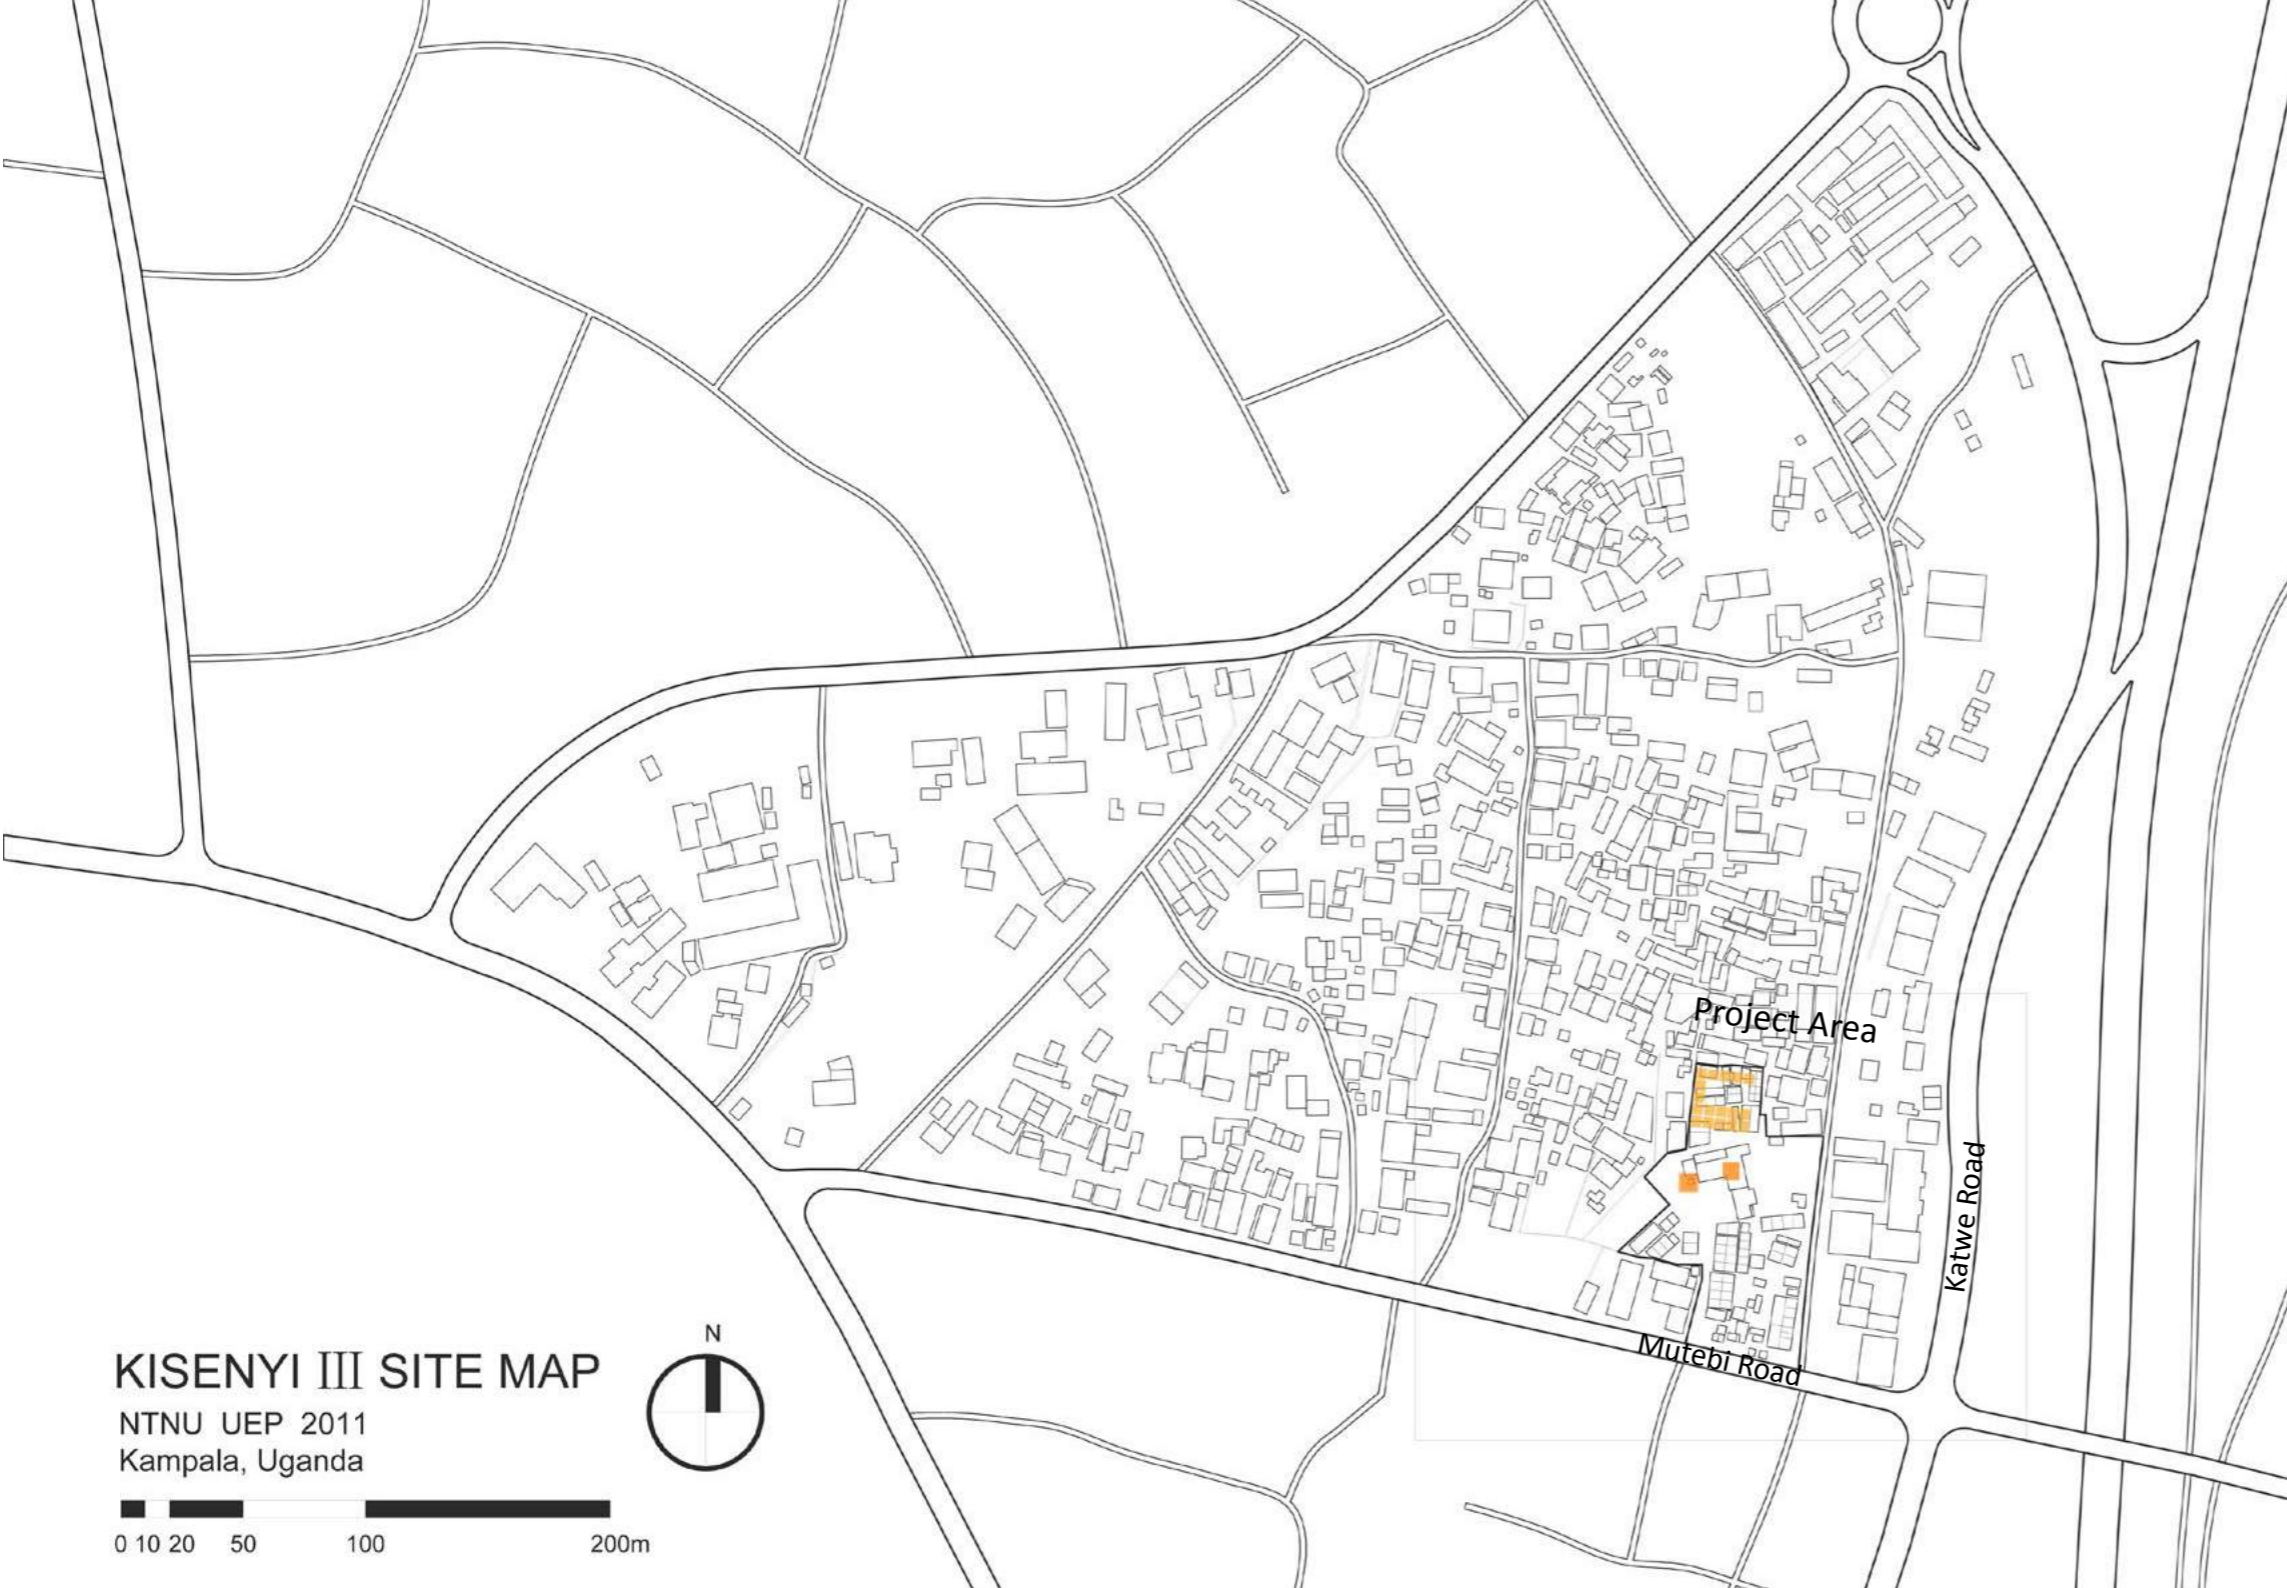 Project Area
Katwe Road
Mutebi Road
N
KISENYI III SITE MAP
NTNU UEP 2011
Kampala, Uganda
0 10 20 50 100 200m